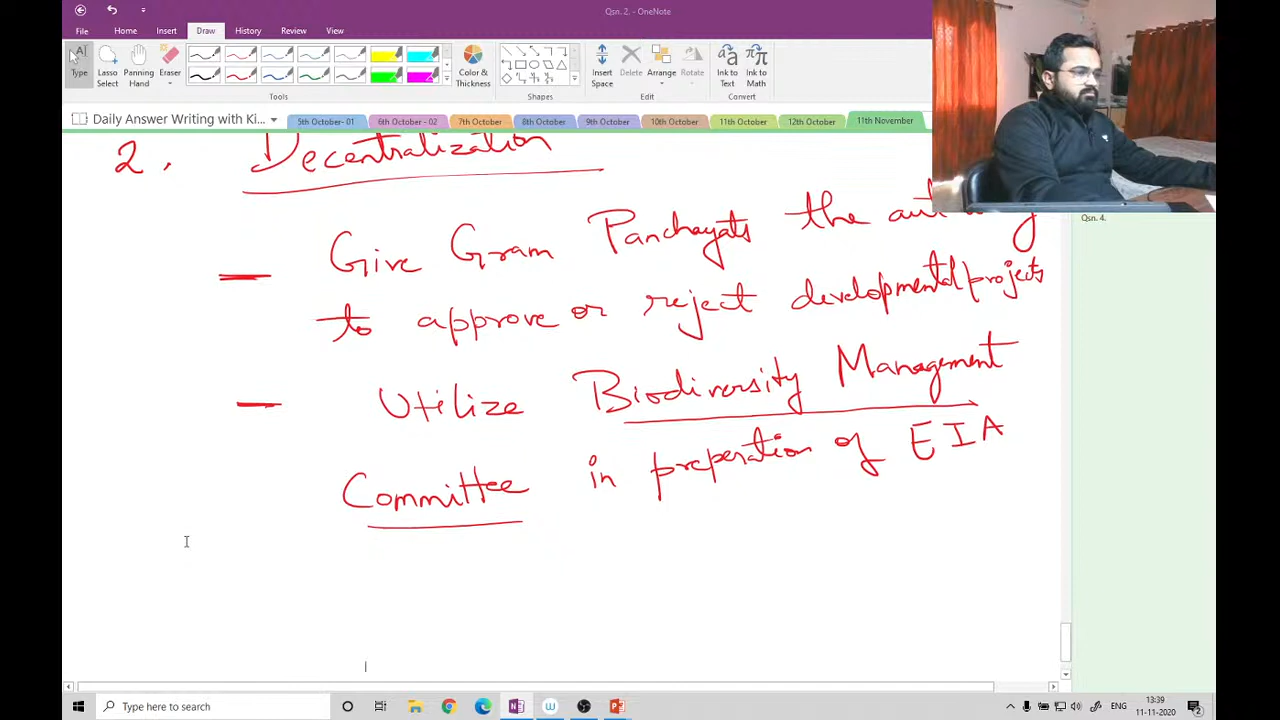 Qsn. 2. - OneNote
File Home Insert Draw History Review View
Type Lasso Select Panning Hand Eraser Color & Thickness Insert Space Delete Arrange Rotate Ink to Text Ink to Math
Tools Shapes Edit Convert
Daily Answer Writing with Ki... 5th October- 01 6th October - 02 7th October 8th October 9th October 10th October 11th October 12th October 11th November
Qsn. 4.
2. Decentralization
— Give Gram Panchayats the
to approve or reject developmental projects
— Utilize Biodiversity Management
Committee in preperation of EIA
Type here to search
ENG 13:39
11-11-2020 2